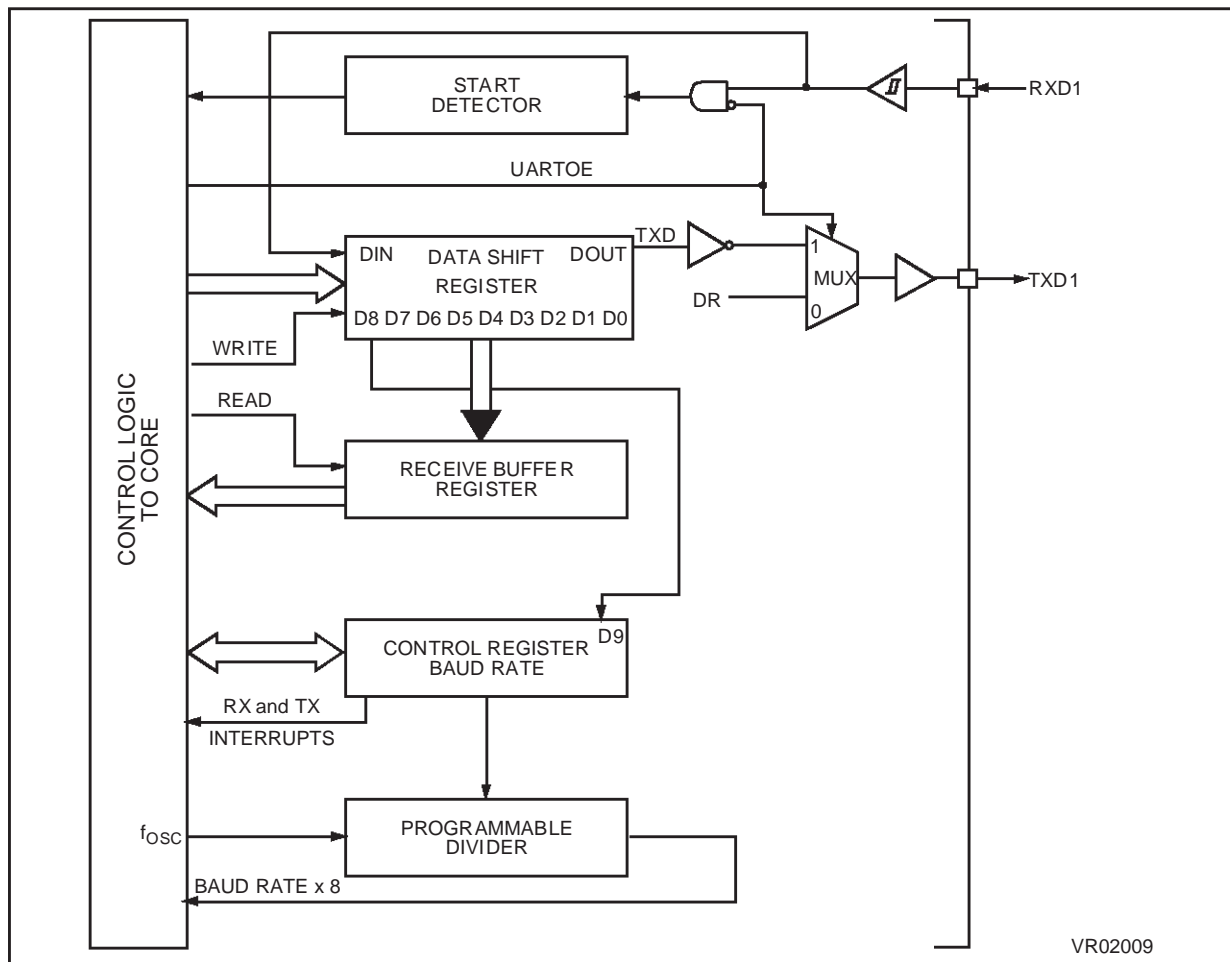 START
DETECTOR
RXD1
UARTOE
TXD
DIN DATA SHIFT DOUT
REGISTER
D8 D7 D6 D5 D4 D3 D2 D1 D0
1
MUX
0
DR
TXD1
WRITE
READ
CONTROL LOGIC
TO CORE
RECEIVE BUFFER
REGISTER
D9
CONTROL REGISTER
BAUD RATE
RX and TX
INTERRUPTS
fOSC
PROGRAMMABLE
DIVIDER
BAUD RATE x 8
VR02009